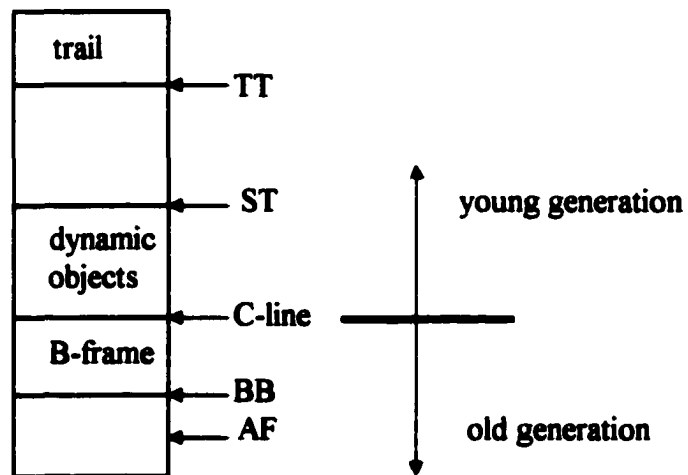 trail
TT
ST
young generation
dynamic
objects
C-line
B-frame
BB
AF
old generation